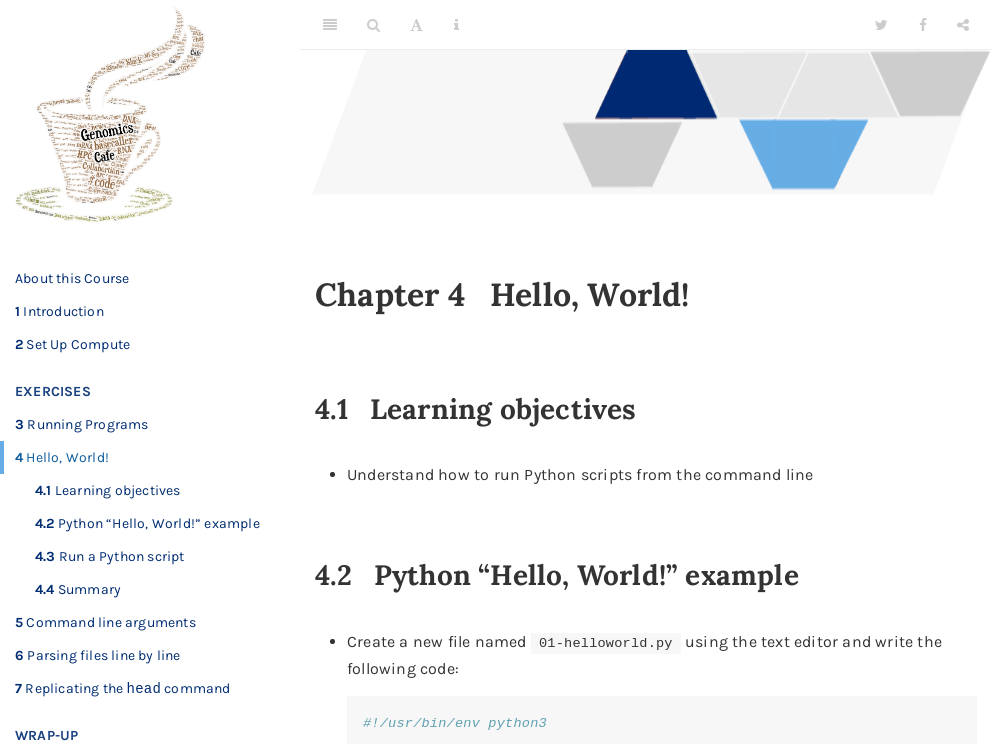 Genomics
Cafe
basecaller
HPC
RNA
DNA
Collaboration
code
About this Course
1 Introduction
2 Set Up Compute
EXERCISES
3 Running Programs
4 Hello, World!
4.1 Learning objectives
4.2 Python “Hello, World!” example
4.3 Run a Python script
4.4 Summary
5 Command line arguments
6 Parsing files line by line
7 Replicating the head command
WRAP-UP
Chapter 4 Hello, World!
4.1 Learning objectives
• Understand how to run Python scripts from the command line
4.2 Python “Hello, World!” example
• Create a new file named 01-helloworld.py using the text editor and write the
following code:
#!/usr/bin/env python3